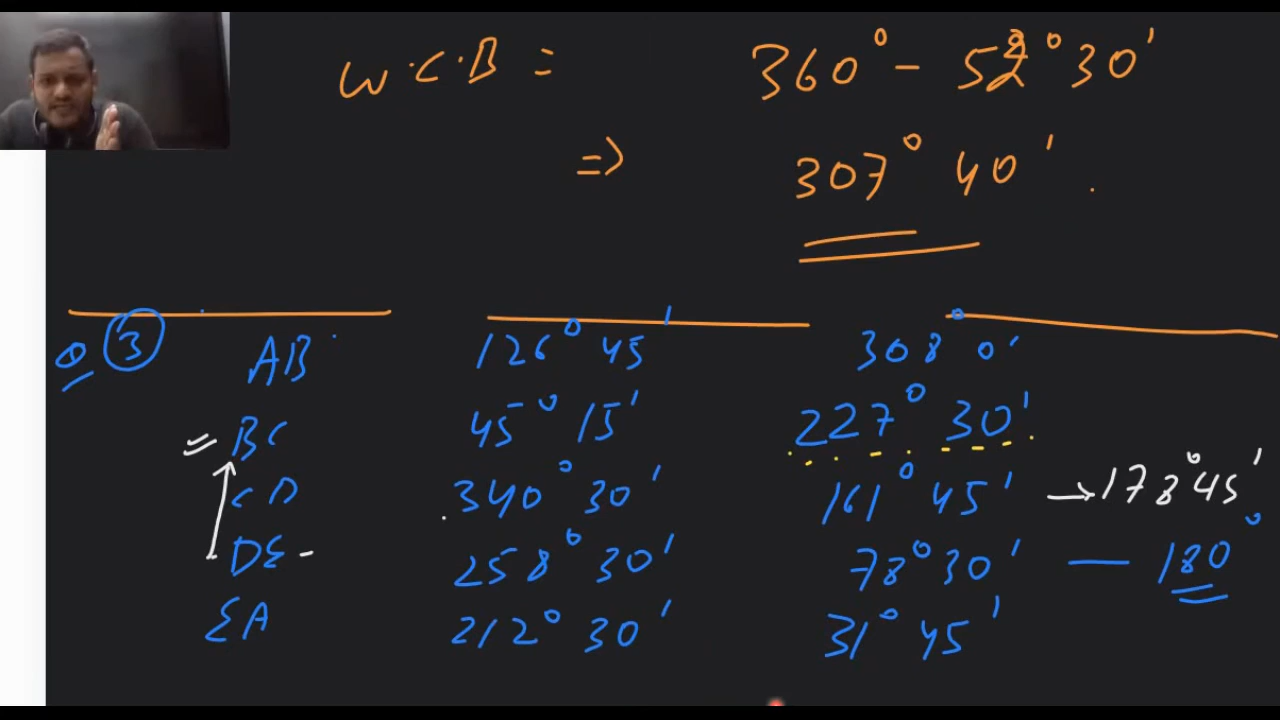 W.C.B = 360° - 52° 30'
=> 307° 40'
Q 3 AB 126° 45' 308° 0'
BC 45° 15' 227° 30'
CD 340° 30' 161° 45' → 178° 45'
DE - 258° 30' 78° 30' — 180°
EA 212° 30' 31° 45'